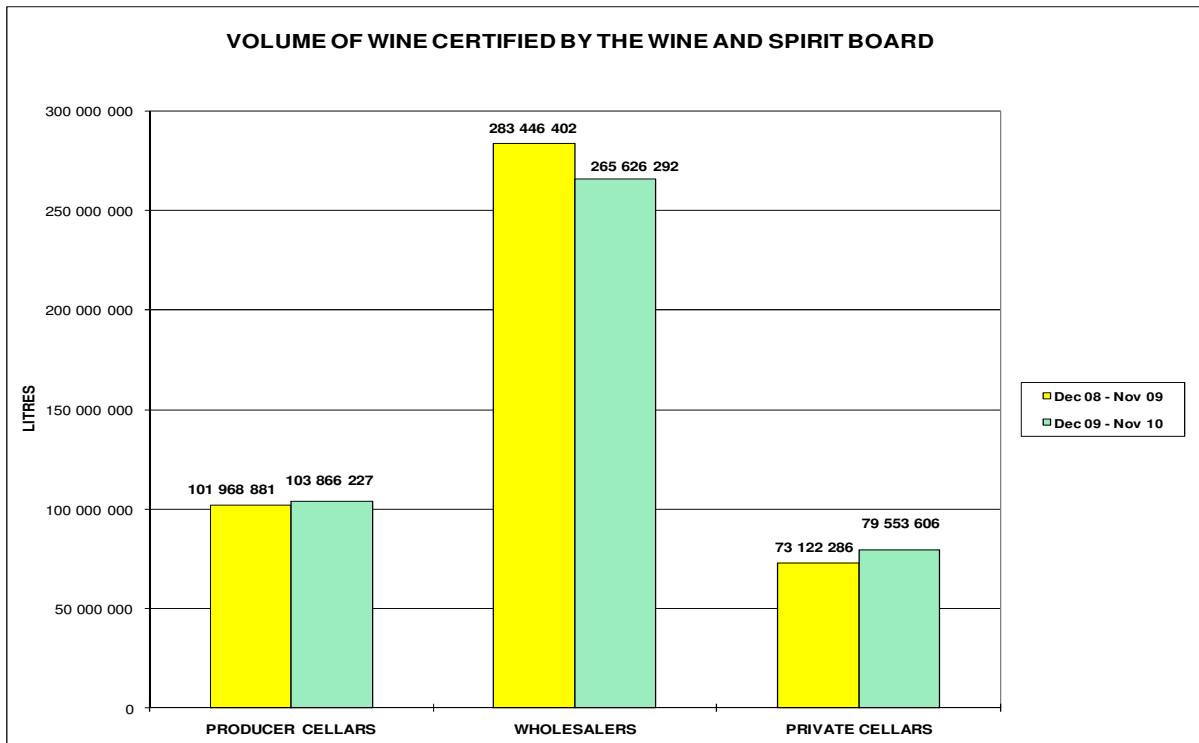 VOLUME OF WINE CERTIFIED BY THE WINE AND SPIRIT BOARD
300 000 000
250 000 000
200 000 000
150 000 000
100 000 000
50 000 000
0
LITRES
283 446 402
265 626 292
101 968 881
103 866 227
73 122 286
79 553 606
PRODUCER CELLARS
WHOLESALERS
PRIVATE CELLARS
Dec 08 - Nov 09
Dec 09 - Nov 10